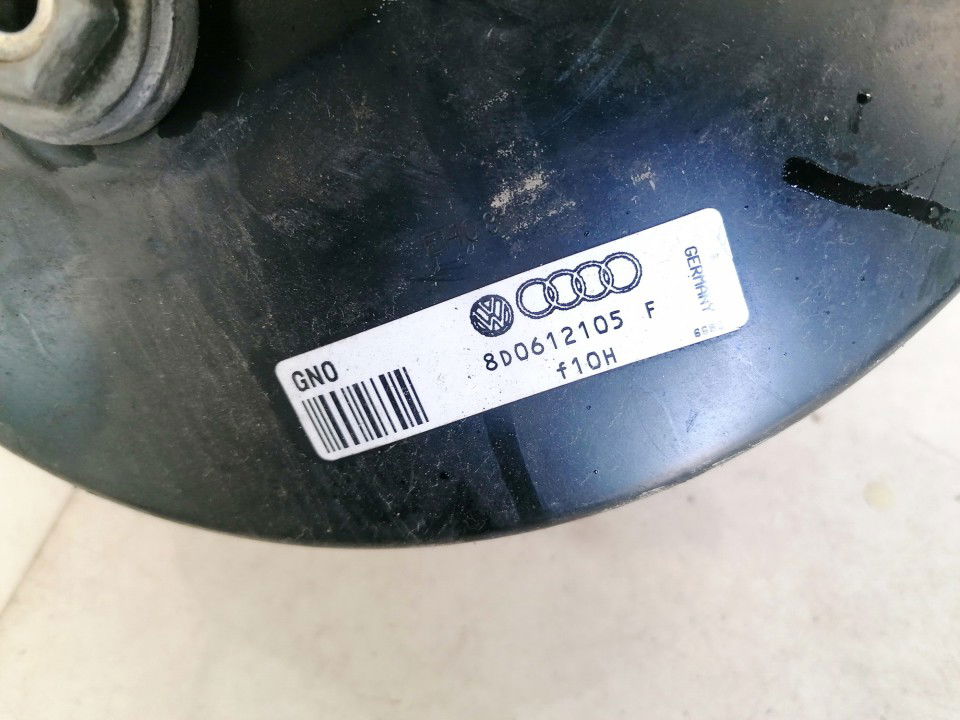 GNO
8D0612105 F
f10H
GERMANY